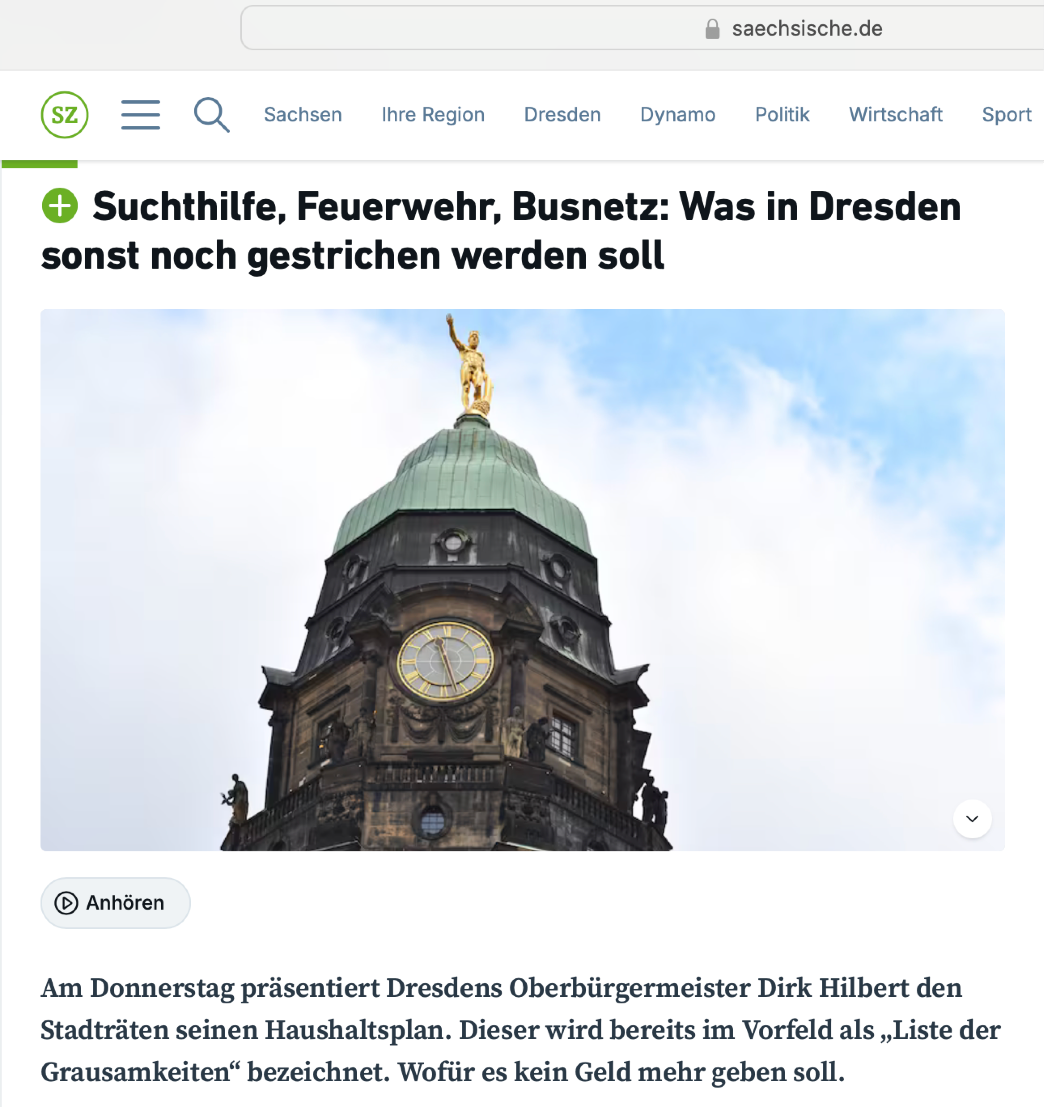 saechsische.de
SZ
Sachsen Ihre Region Dresden Dynamo Politik Wirtschaft Sport
Suchthilfe, Feuerwehr, Busnetz: Was in Dresden
sonst noch gestrichen werden soll
Anhören
Am Donnerstag präsentiert Dresdens Oberbürgermeister Dirk Hilbert den
Stadträten seinen Haushaltsplan. Dieser wird bereits im Vorfeld als „Liste der
Grausamkeiten“ bezeichnet. Wofür es kein Geld mehr geben soll.